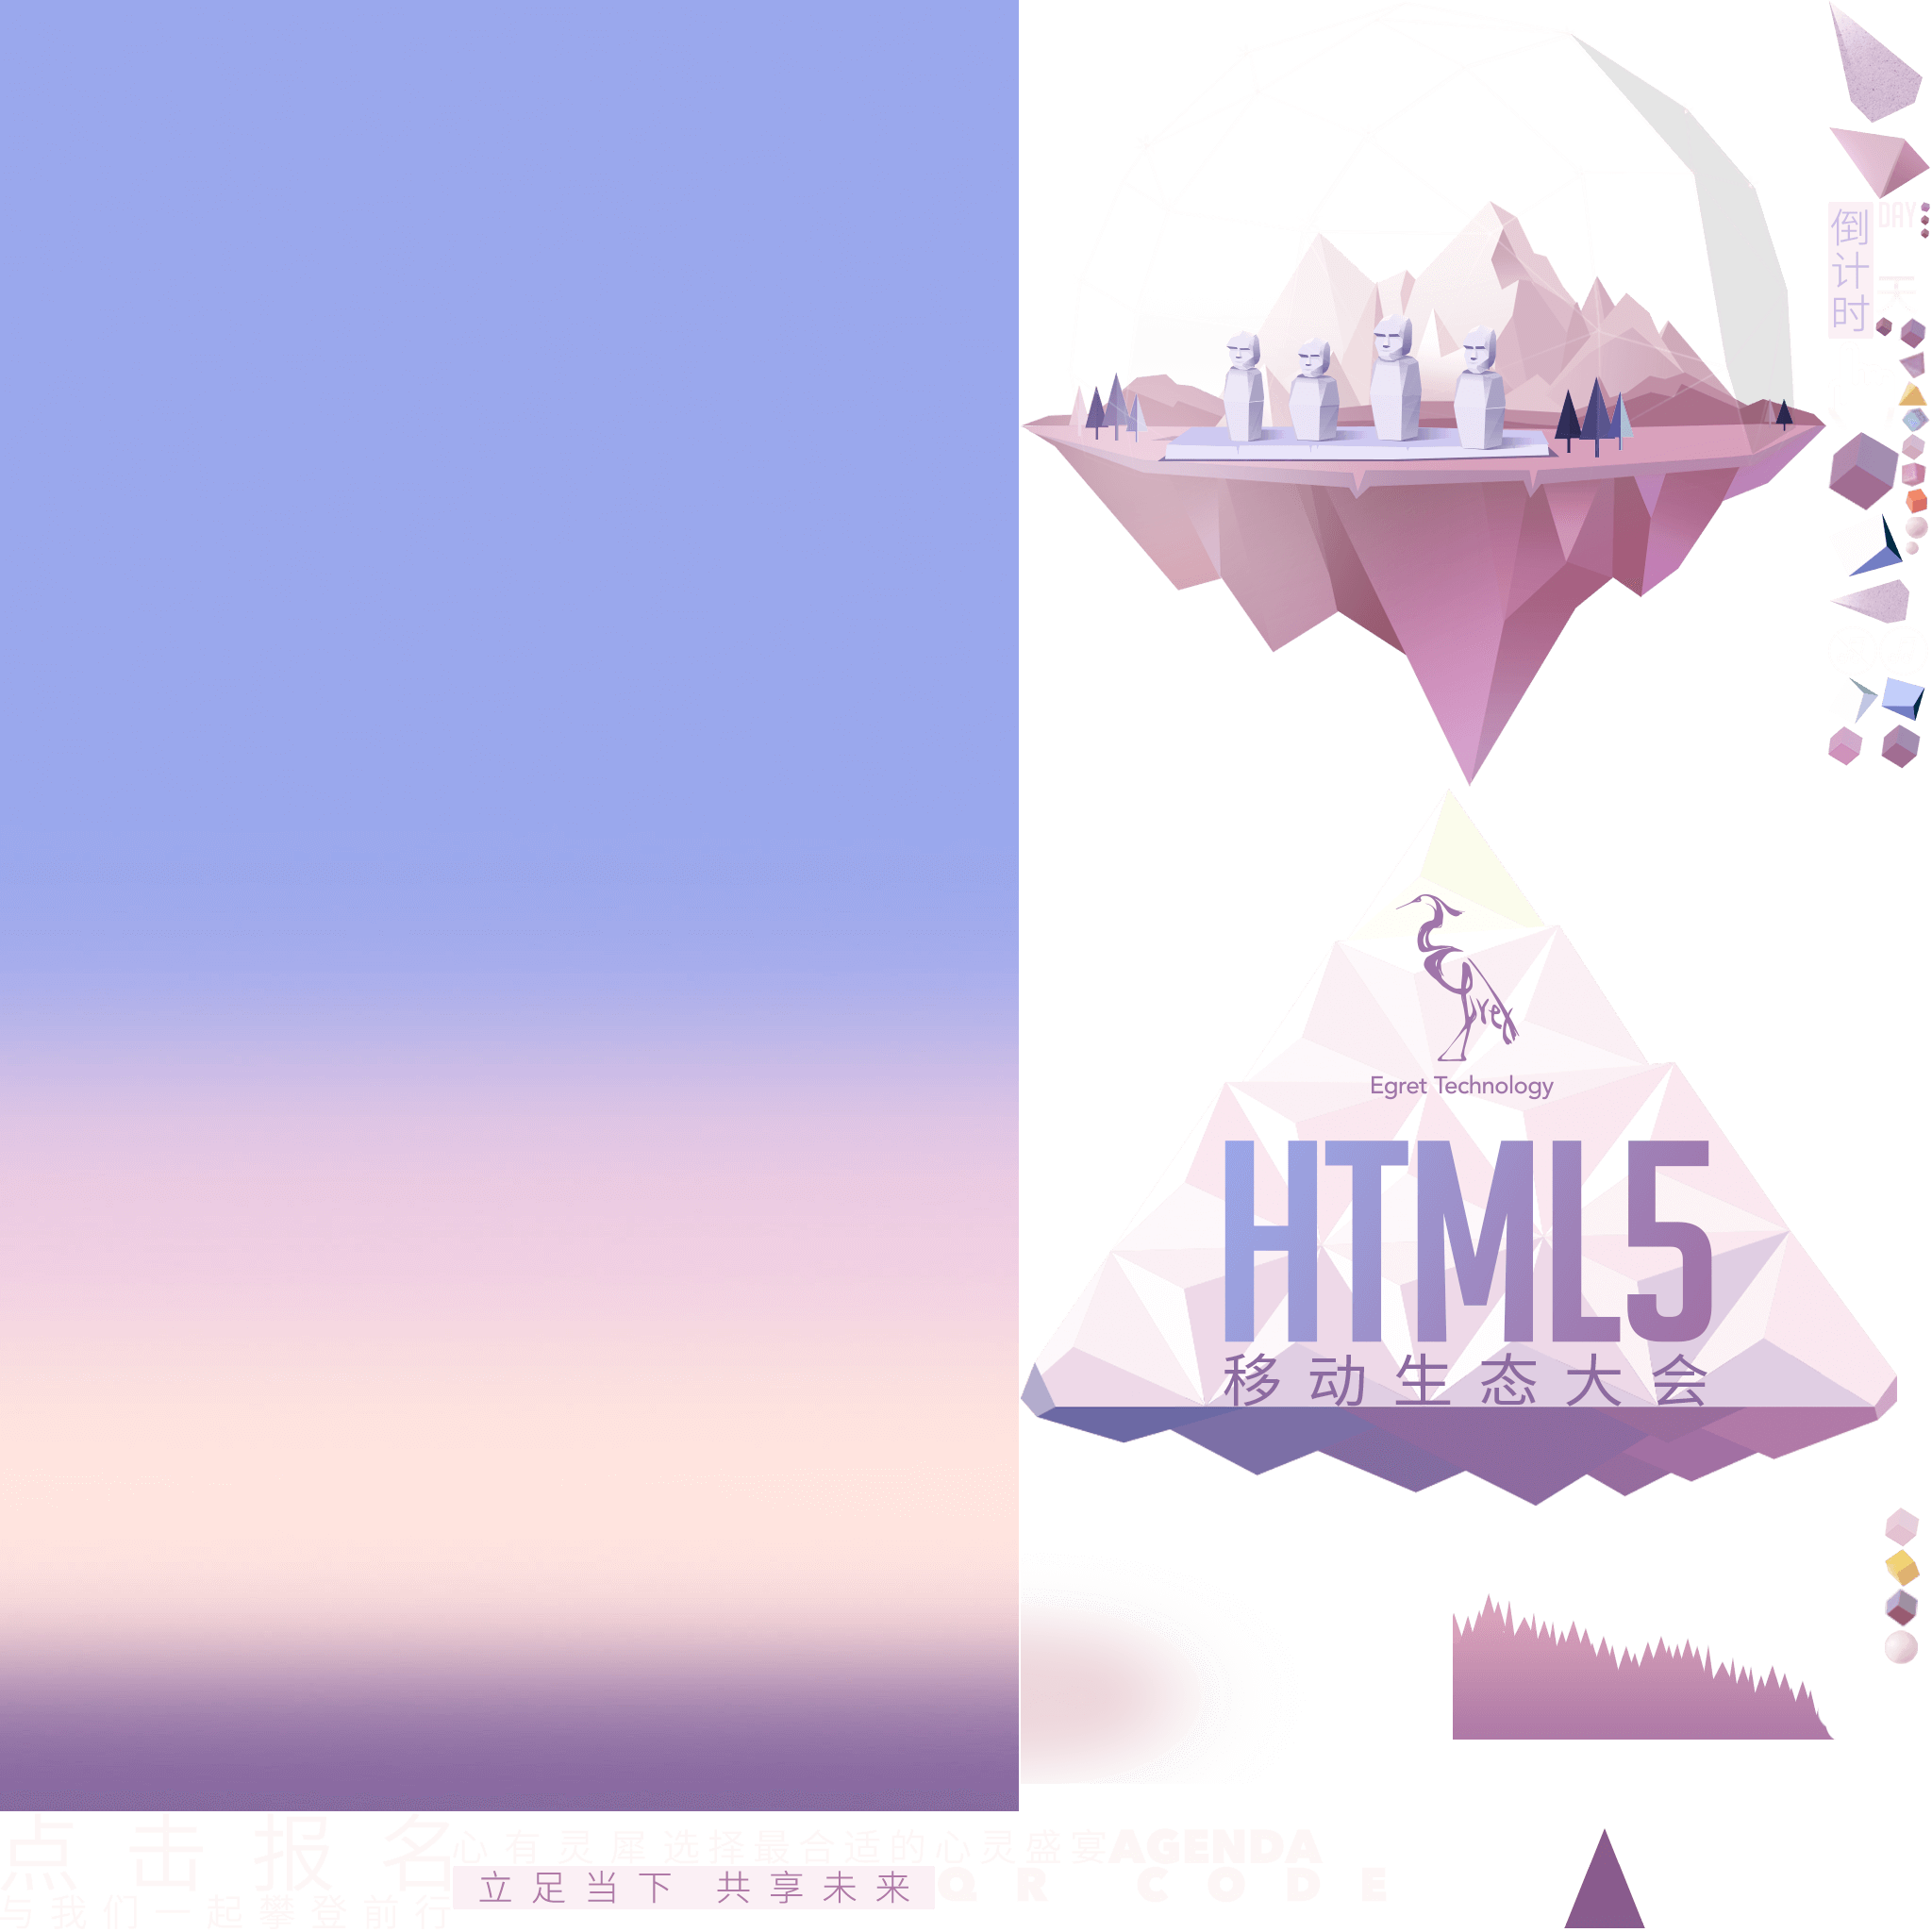 倒计时
DAY
天
Egret
Egret Technology
HTML5
移动生态大会
点击报名
心有灵犀 选择最合适的心灵盛宴
AGENDA
立足当下 共享未来
QR CODE
与我们一起攀登前行